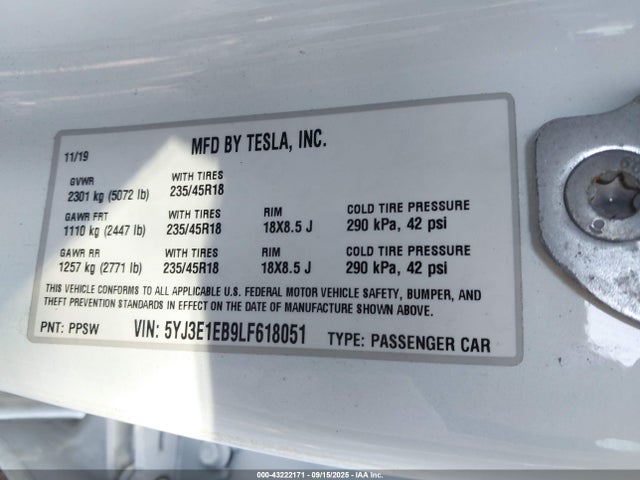 MFD BY TESLA, INC.
11/19
GVWR WITH TIRES
2301 kg (5072 lb) 235/45R18
GAWR FRT WITH TIRES RIM COLD TIRE PRESSURE
1110 kg (2447 lb) 235/45R18 18X8.5 J 290 kPa, 42 psi
GAWR RR WITH TIRES RIM COLD TIRE PRESSURE
1257 kg (2771 lb) 235/45R18 18X8.5 J 290 kPa, 42 psi
THIS VEHICLE CONFORMS TO ALL APPLICABLE U.S. FEDERAL MOTOR VEHICLE SAFETY, BUMPER, AND
THEFT PREVENTION STANDARDS IN EFFECT ON THE DATE OF MANUFACTURE SHOWN ABOVE.
PNT: PPSW VIN: 5YJ3E1EB9LF618051 TYPE: PASSENGER CAR
000-43222171 - 09/15/2025 - IAA Inc.